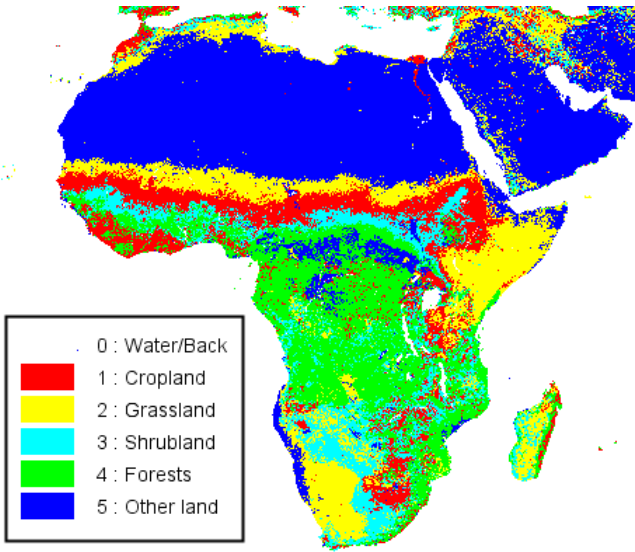 0 : Water/Back
1 : Cropland
2 : Grassland
3 : Shrubland
4 : Forests
5 : Other land